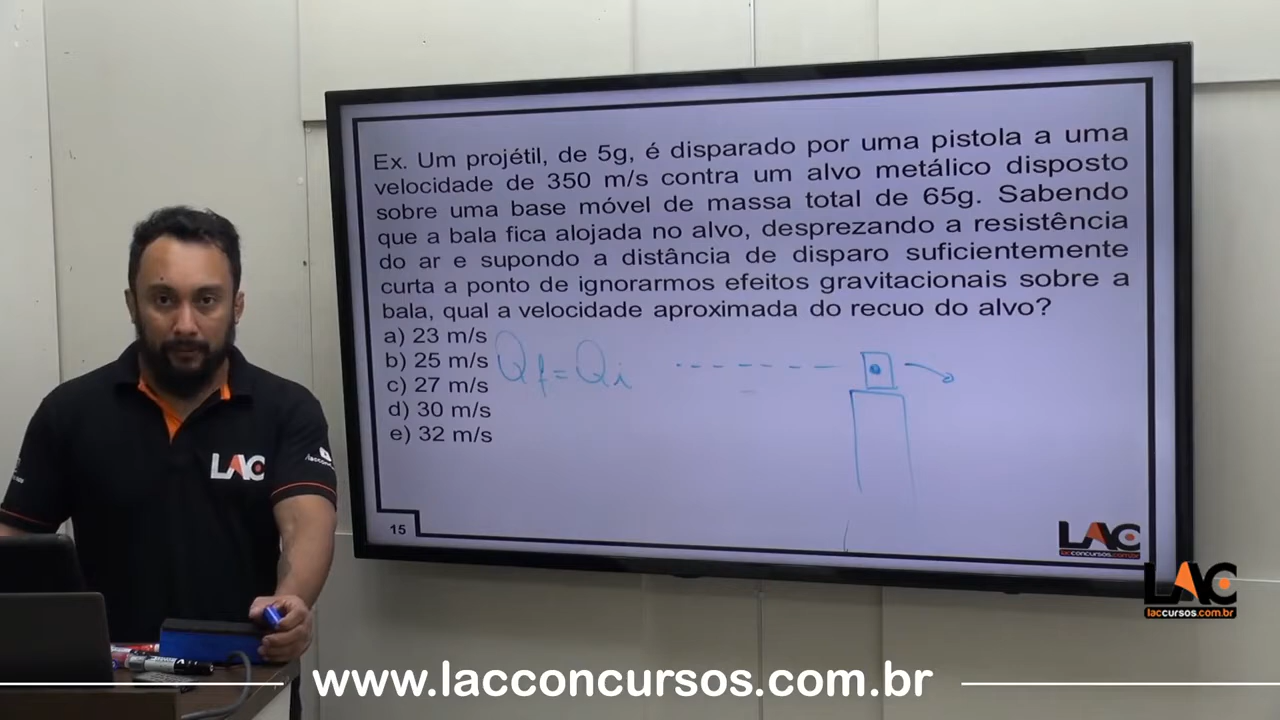 Ex. Um projétil, de 5g, é disparado por uma pistola a uma
velocidade de 350 m/s contra um alvo metálico disposto
sobre uma base móvel de massa total de 65g. Sabendo
que a bala fica alojada no alvo, desprezando a resistência
do ar e supondo a distância de disparo suficientemente
curta a ponto de ignorarmos efeitos gravitacionais sobre a
bala, qual a velocidade aproximada do recuo do alvo?
a) 23 m/s
b) 25 m/s
c) 27 m/s
d) 30 m/s
e) 32 m/s
Qf = Qi
15
LAC
lacconcursos.com.br
LAC
laccursos.com.br
LAC
www.lacconcursos.com.br